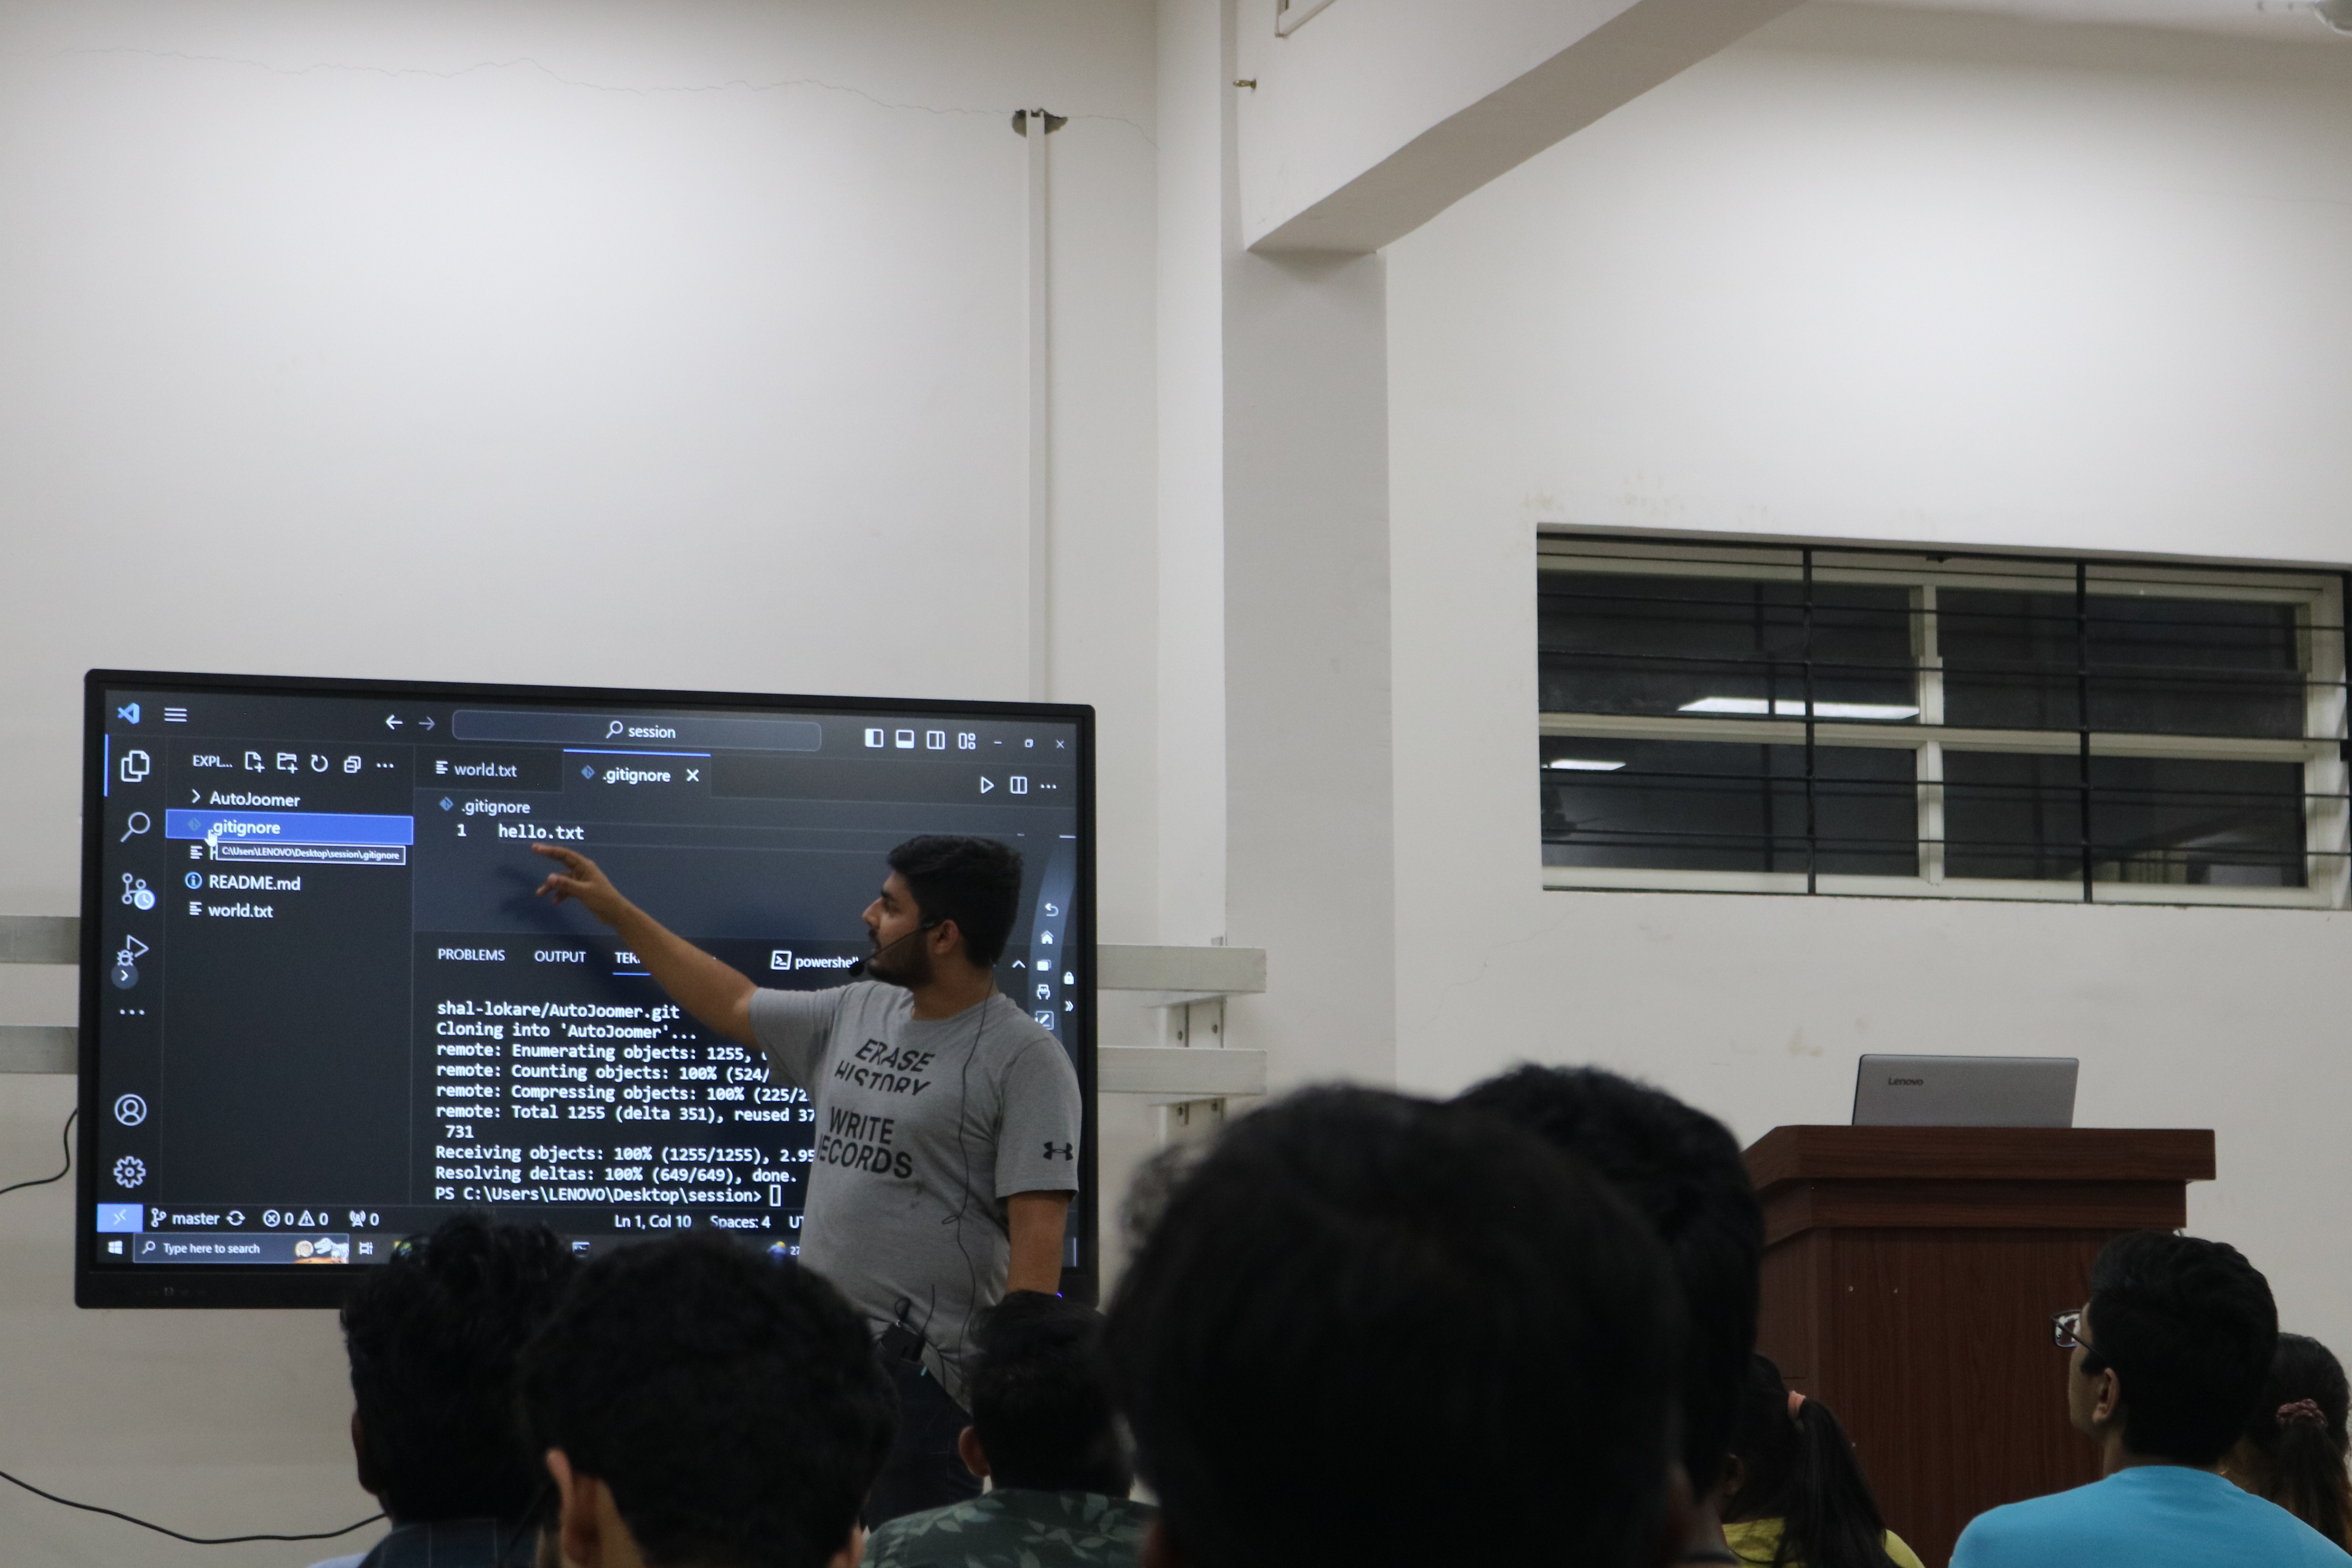 session
EXPL...
AutoJoomer
.gitignore
C:\Users\LENOVO\Desktop\session\.gitignore
README.md
world.txt
world.txt
.gitignore
.gitignore
1 hello.txt
PROBLEMS OUTPUT
powershell
shal-lokare/AutoJoomer.git
Cloning into 'AutoJoomer'...
remote: Enumerating objects: 1255,
remote: Counting objects: 100% (524/
remote: Compressing objects: 100% (225/2
remote: Total 1255 (delta 351), reused 37
731
Receiving objects: 100% (1255/1255), 2.95
Resolving deltas: 100% (649/649), done.
PS C:\Users\LENOVO\Desktop\session>
master 0 0 0 Ln 1, Col 10 Spaces: 4
Type here to search
ERASE
HISTORY
WRITE
RECORDS
Lenovo